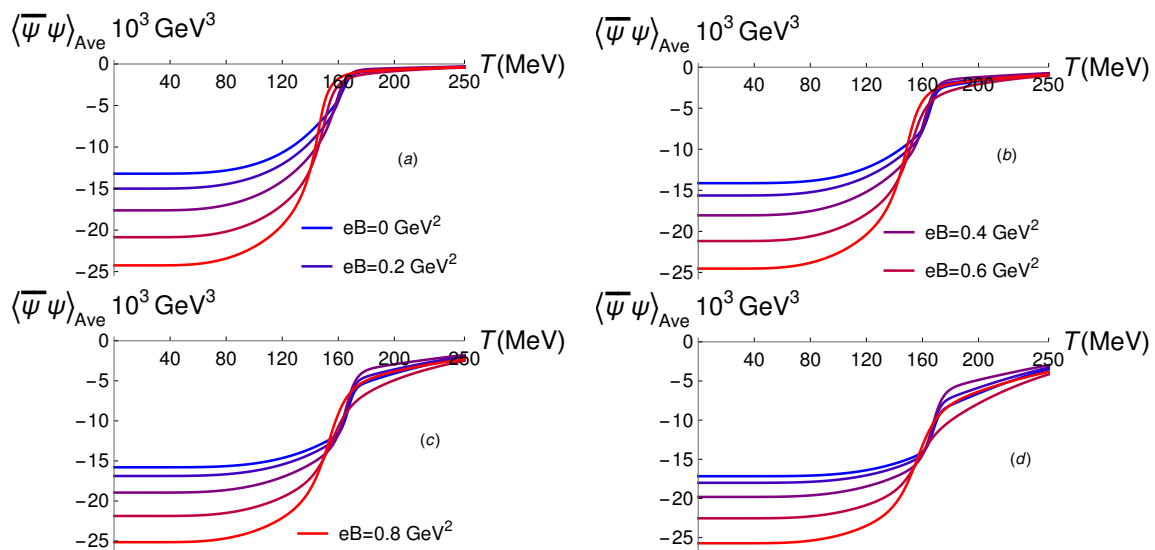 ⟨ψ̅ ψ⟩Ave 10³ GeV³
T(MeV)
0
40 80 120 160 200 250
−5
−10
−15
−20
−25
(a)
eB=0 GeV²
eB=0.2 GeV²
⟨ψ̅ ψ⟩Ave 10³ GeV³
T(MeV)
0
40 80 120 160 200 250
−5
−10
−15
−20
−25
(b)
eB=0.4 GeV²
eB=0.6 GeV²
⟨ψ̅ ψ⟩Ave 10³ GeV³
T(MeV)
0
40 80 120 160 200 250
−5
−10
−15
−20
−25
(c)
eB=0.8 GeV²
⟨ψ̅ ψ⟩Ave 10³ GeV³
T(MeV)
0
40 80 120 160 200 250
−5
−10
−15
−20
−25
(d)